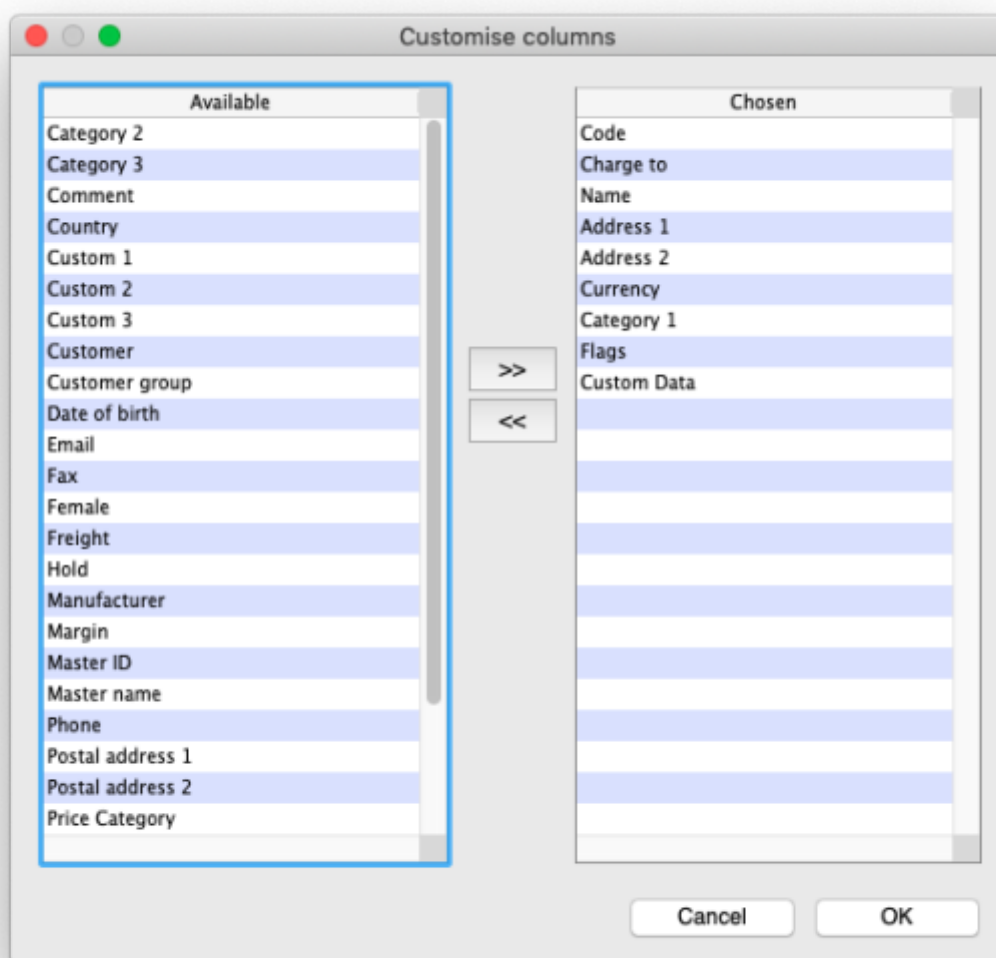 Customise columns
Available
Category 2
Category 3
Comment
Country
Custom 1
Custom 2
Custom 3
Customer
Customer group
Date of birth
Email
Fax
Female
Freight
Hold
Manufacturer
Margin
Master ID
Master name
Phone
Postal address 1
Postal address 2
Price Category
>>
<<
Chosen
Code
Charge to
Name
Address 1
Address 2
Currency
Category 1
Flags
Custom Data
Cancel
OK